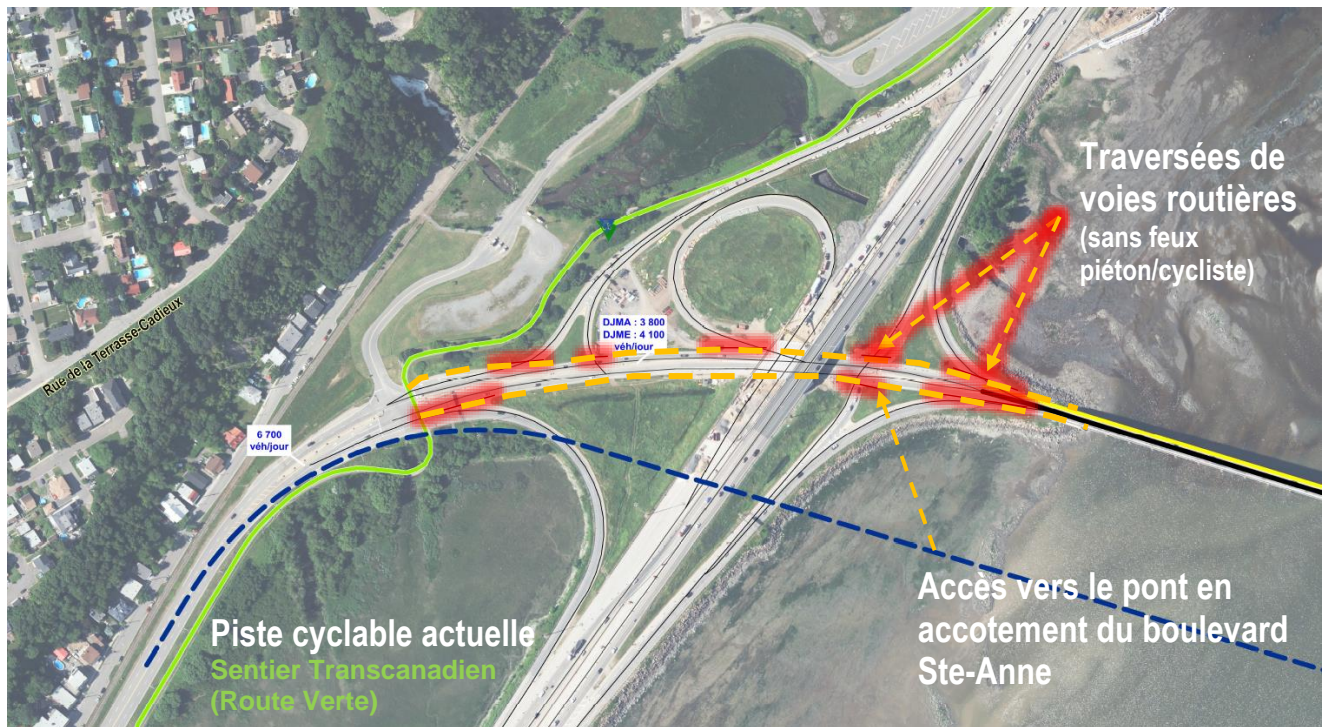 Traversées de
voies routières
(sans feux
piéton/cycliste)
Rue de la Terrasse-Cadieux
DJMA : 3 800
DJME : 4 100
véh/jour
6 700
véh/jour
Accès vers le pont en
accotement du boulevard
Ste-Anne
Piste cyclable actuelle
Sentier Transcanadien
(Route Verte)